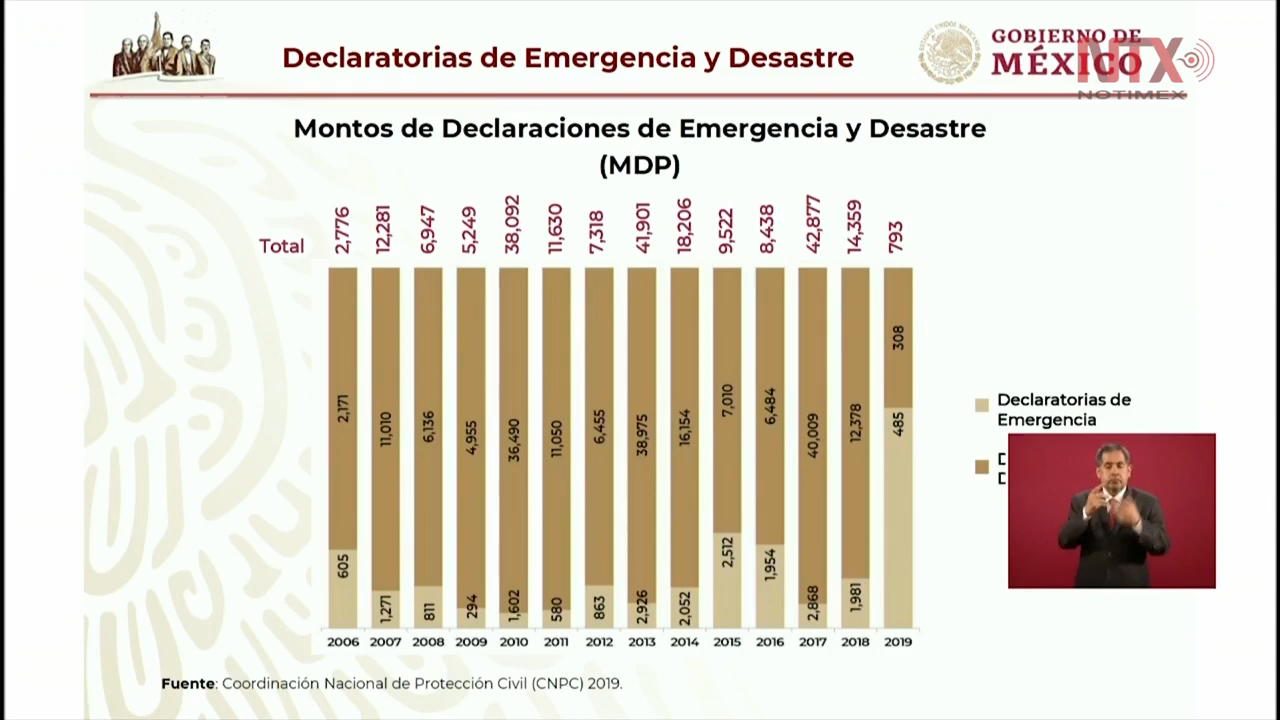 Declaratorias de Emergencia y Desastre
GOBIERNO DE
MÉXICO
NTX
NOTIMEX
Montos de Declaraciones de Emergencia y Desastre
(MDP)
Total 2,776 12,281 6,947 5,249 38,092 11,630 7,318 41,901 18,206 9,522 8,438 42,877 14,359 793
2,171 11,010 6,136 4,955 36,490 11,050 6,455 38,975 16,154 7,010 6,484 40,009 12,378 308
605 1,271 811 294 1,602 580 863 2,926 2,052 2,512 1,954 2,868 1,981 485
2006 2007 2008 2009 2010 2011 2012 2013 2014 2015 2016 2017 2018 2019
Declaratorias de
Emergencia
D
D
Fuente: Coordinación Nacional de Protección Civil (CNPC) 2019.